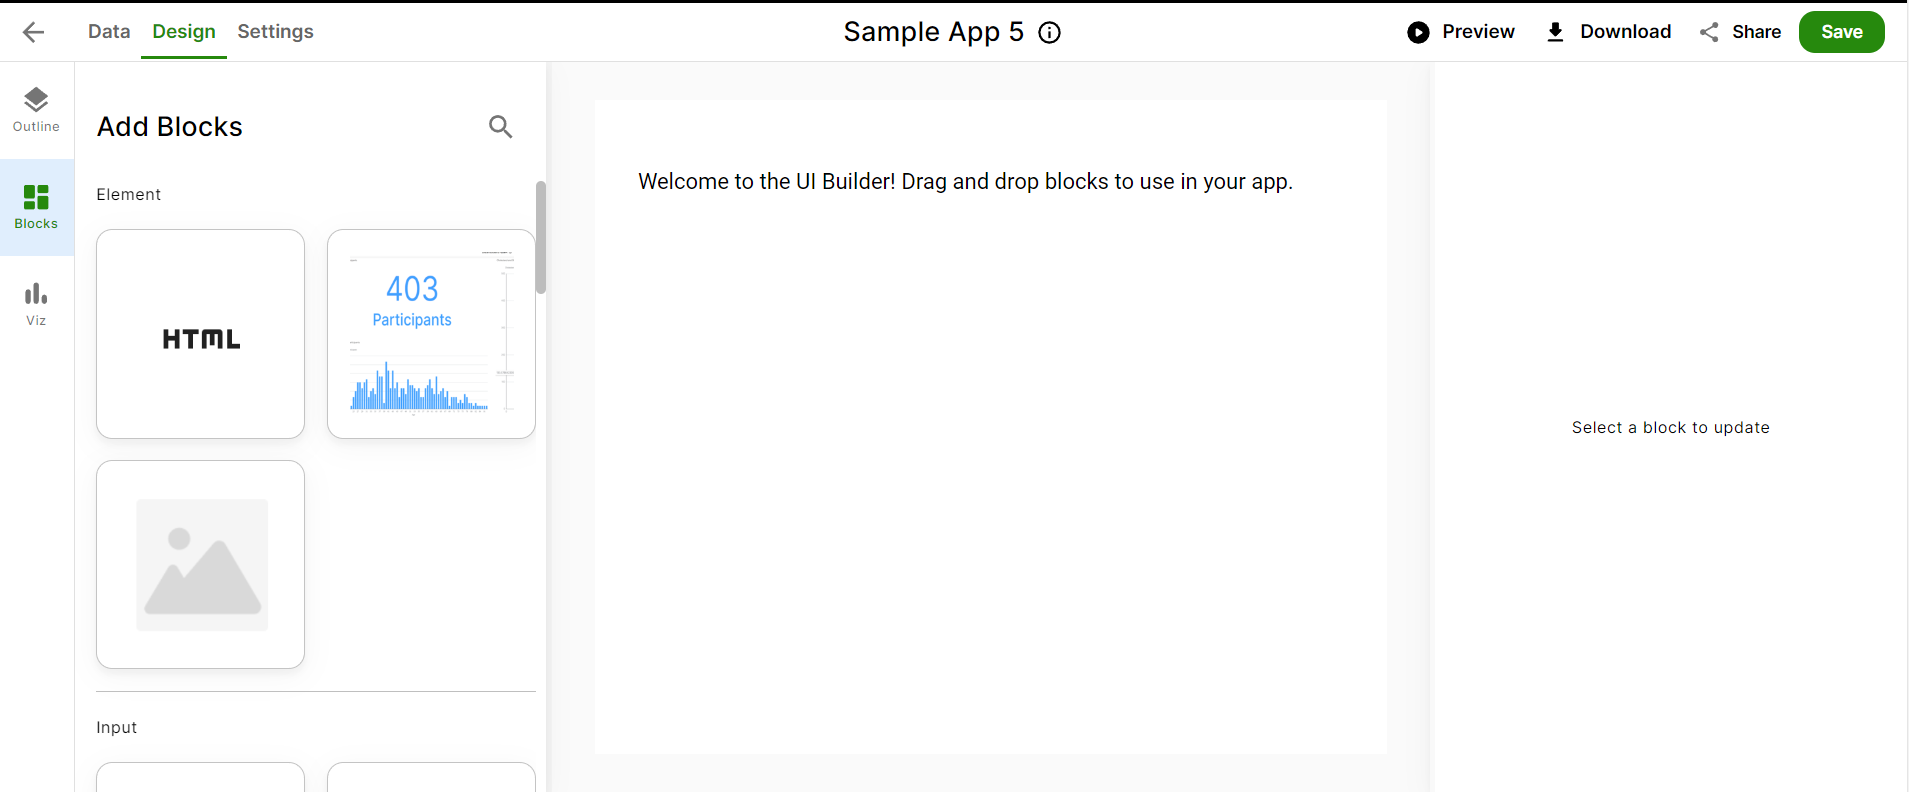 Data Design Settings Sample App 5 Preview Download Share Save
Outline
Blocks
Viz
Add Blocks
Element
HTML
403
Participants
Input
Welcome to the UI Builder! Drag and drop blocks to use in your app.
Select a block to update